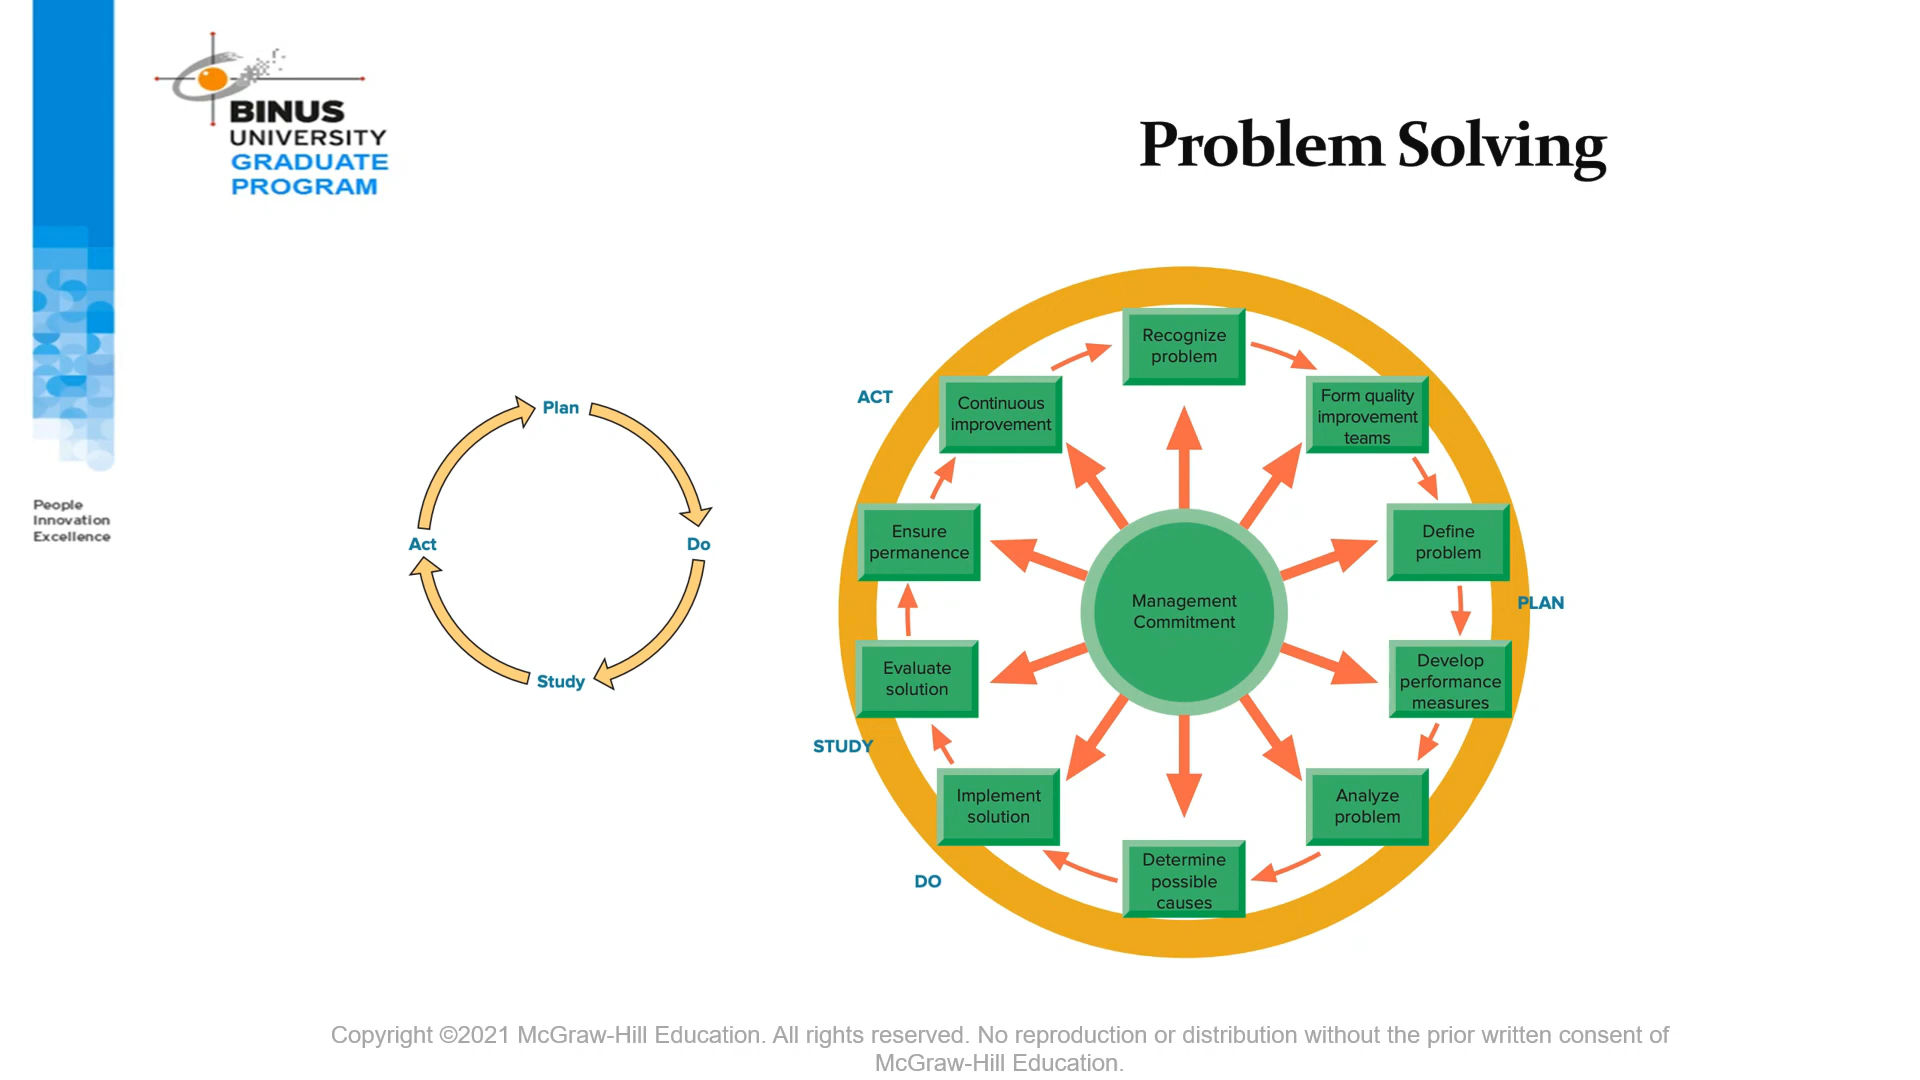 BINUS
UNIVERSITY
GRADUATE
PROGRAM
Problem Solving
People
Innovation
Excellence
Plan
Do
Study
Act
Recognize
problem
Form quality
improvement
teams
Define
problem
PLAN
Develop
performance
measures
Analyze
problem
Determine
possible
causes
DO
Implement
solution
STUDY
Evaluate
solution
Ensure
permanence
ACT
Continuous
improvement
Management
Commitment
Copyright ©2021 McGraw-Hill Education. All rights reserved. No reproduction or distribution without the prior written consent of
McGraw-Hill Education.